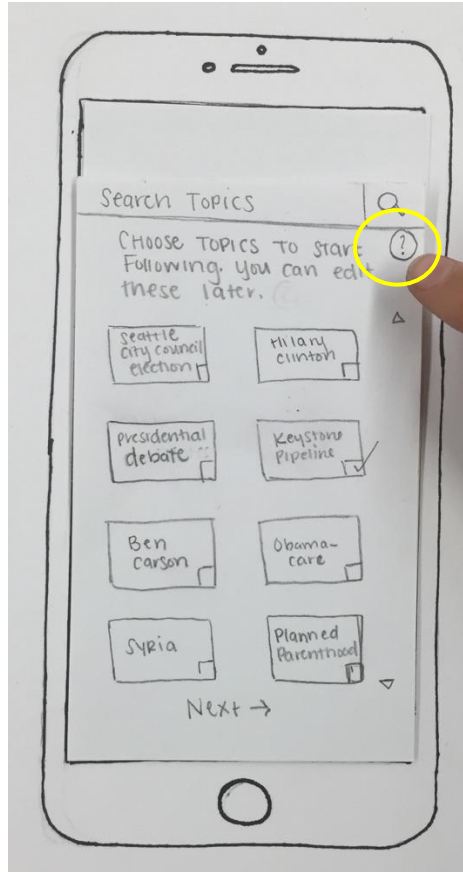 Search Topics
CHOOSE TOPICS TO start
Following. you can edit
these later.
?
Seattle
city council
election
Hilary
clinton
presidential
debate
Keystone
Pipeline
Ben
carson
Obama-
care
Syria
Planned
Parenthood
Next →